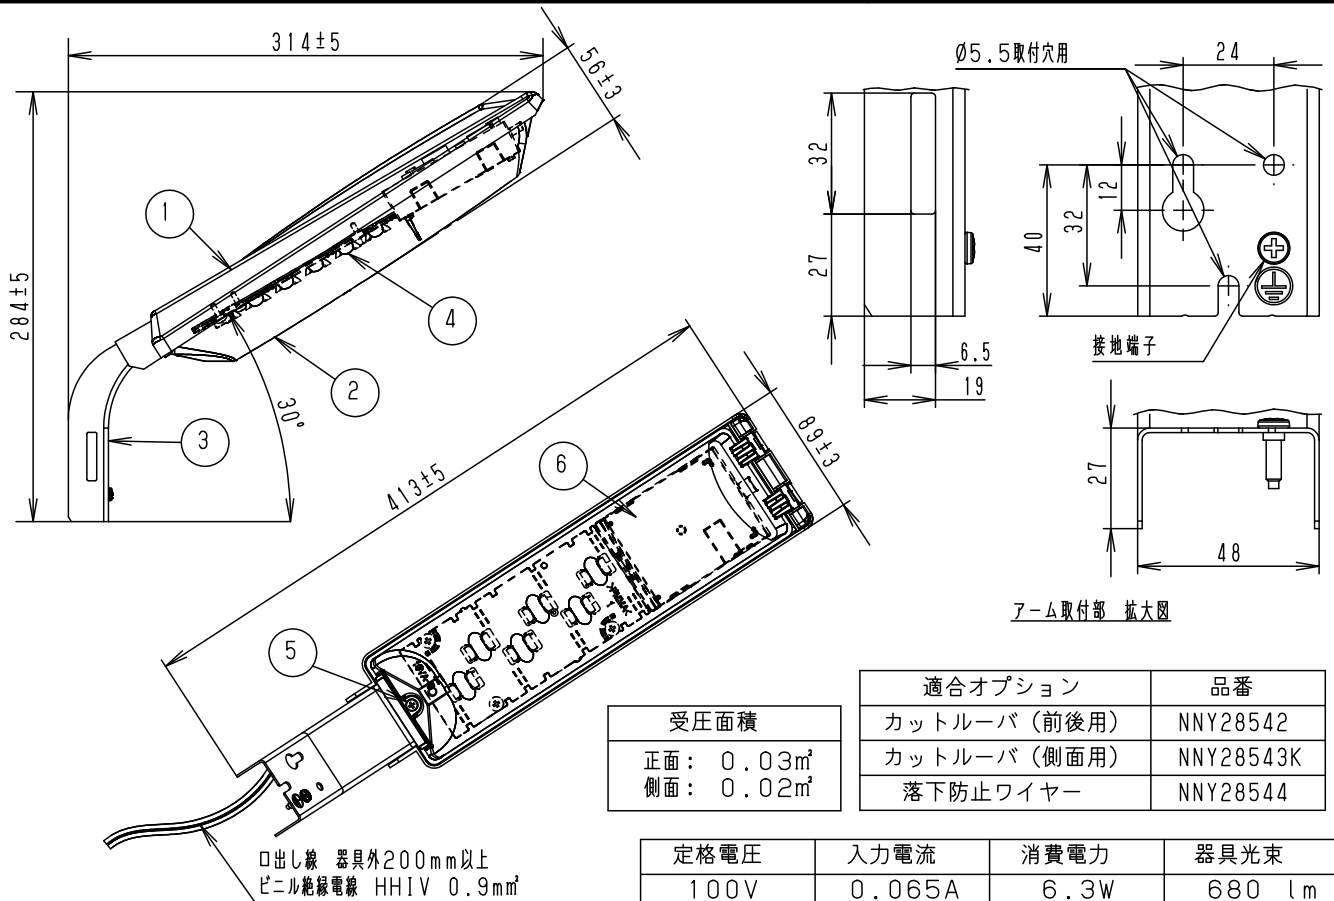 314±5
56±3
284±5
1
2
3
4
30°
413±5
89±3
5
6
口出し線 器具外200mm以上
ビニル絶縁電線 HHIV 0.9m㎡
32
27
6.5
19
Ø5.5取付穴用
24
12
32
40
接地端子
27
48
アーム取付部 拡大図
受圧面積
正面: 0.03㎡
側面: 0.02㎡
適合オプション 品番
カットルーバ (前後用) NNY28542
カットルーバ (側面用) NNY28543K
落下防止ワイヤー NNY28544
定格電圧 入力電流 消費電力 器具光束
100V 0.065A 6.3W 680 lm